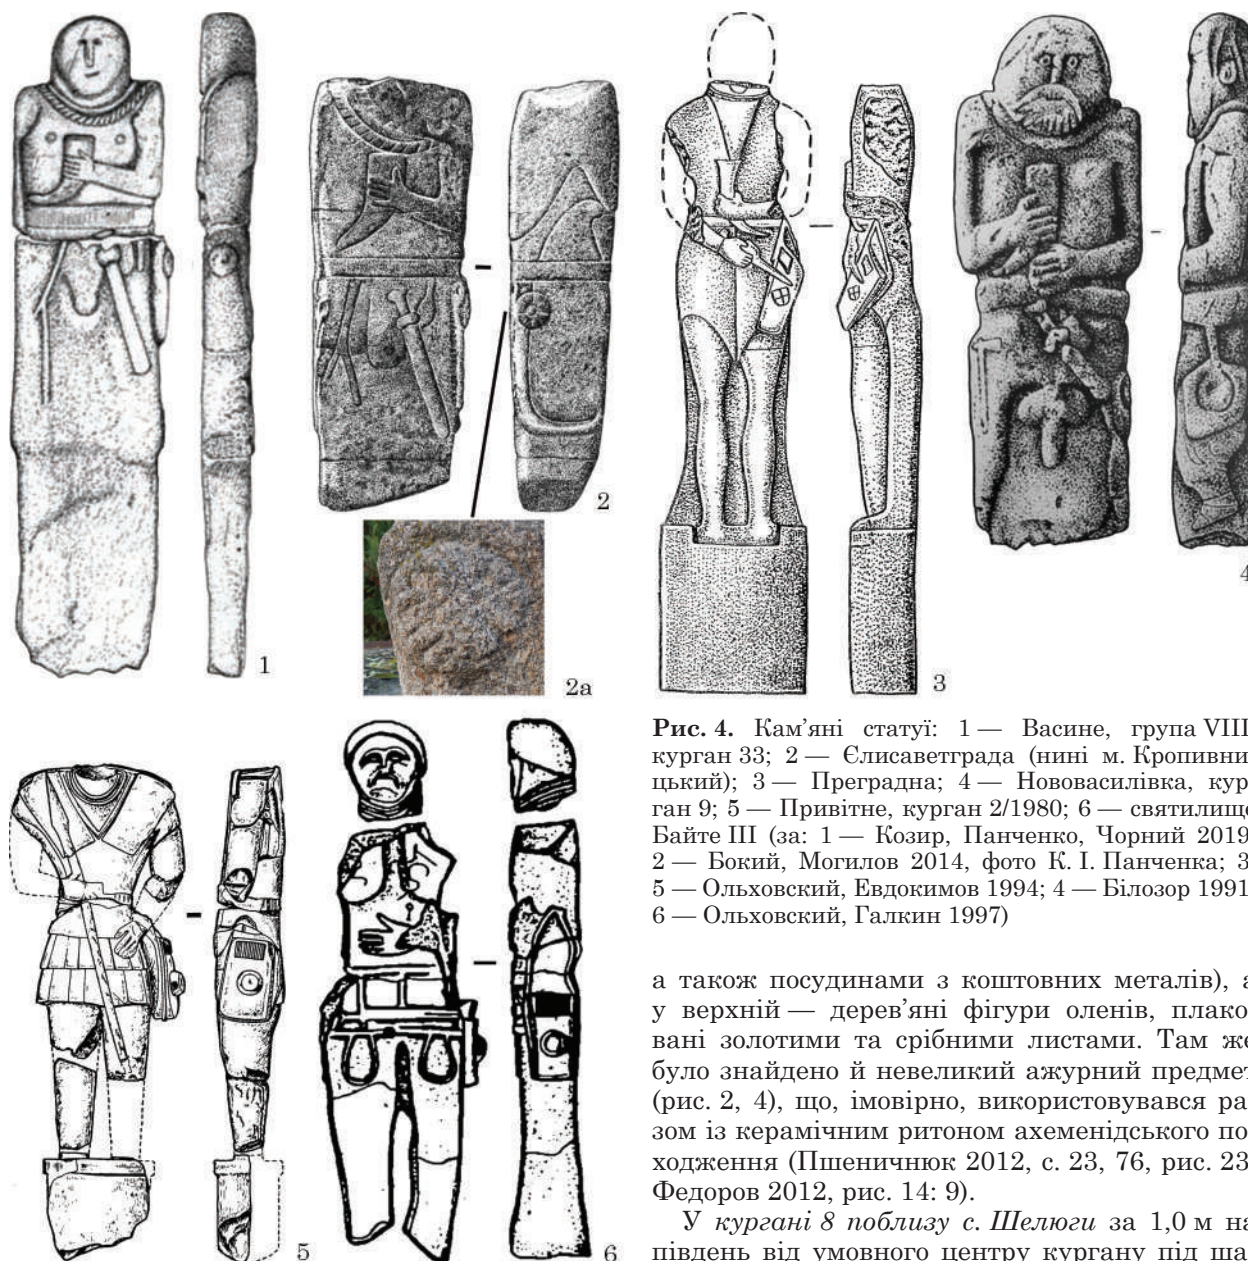 1
2
2а
3
4
5
6
Рис. 4. Кам’яні статуї: 1 — Васине, група VIII
курган 33; 2 — Єлисаветграда (нині м. Кропивни
цький); 3 — Преградна; 4 — Нововасилівка, кур
ган 9; 5 — Привітне, курган 2/1980; 6 — святилище
Байте III (за: 1 — Козир, Панченко, Чорний 2019
2 — Бокий, Могилов 2014, фото К. І. Панченка; 3
5 — Ольховский, Евдокимов 1994; 4 — Білозор 1991
6 — Ольховский, Галкин 1997)
а також посудинами з коштовних металів), а
у верхній — дерев’яні фігури оленів, плако
вані золотими та срібними листами. Там же
було знайдено й невеликий ажурний предмет
(рис. 2, 4), що, імовірно, використовувався ра
зом із керамічним ритоном ахеменідського по
ходження (Пшеничнюк 2012, с. 23, 76, рис. 23
Федоров 2012, рис. 14: 9).
У кургані 8 поблизу с. Шелюги за 1,0 м на
південь від умовного центру кургану під ша